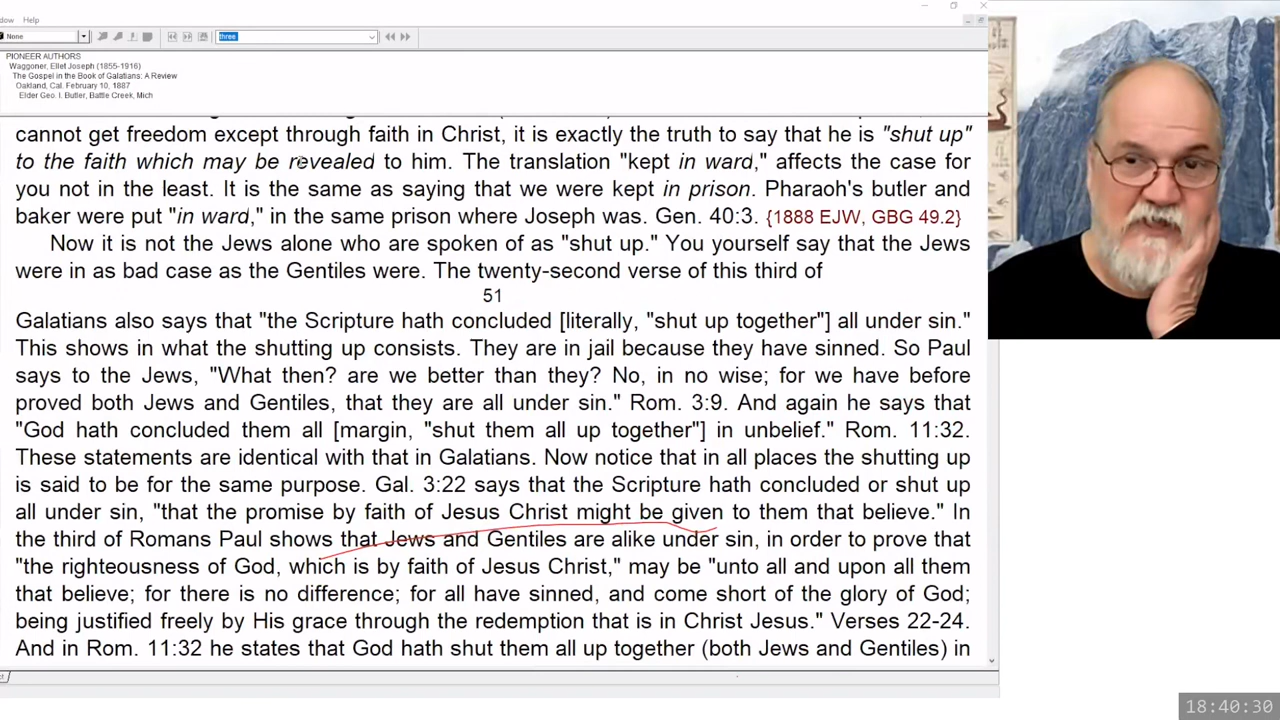 dow Help
None
three
PIONEER AUTHORS
Waggoner, Ellet Joseph (1855-1916)
The Gospel in the Book of Galatians: A Review
Oakland, Cal. February 10, 1887
Elder Geo. I. Butler, Battle Creek, Mich
cannot get freedom except through faith in Christ, it is exactly the truth to say that he is "shut up"
to the faith which may be revealed to him. The translation "kept in ward," affects the case for
you not in the least. It is the same as saying that we were kept in prison. Pharaoh's butler and
baker were put "in ward," in the same prison where Joseph was. Gen. 40:3. {1888 EJW, GBG 49.2}
Now it is not the Jews alone who are spoken of as "shut up." You yourself say that the Jews
were in as bad case as the Gentiles were. The twenty-second verse of this third of
51
Galatians also says that "the Scripture hath concluded [literally, "shut up together"] all under sin."
This shows in what the shutting up consists. They are in jail because they have sinned. So Paul
says to the Jews, "What then? are we better than they? No, in no wise; for we have before
proved both Jews and Gentiles, that they are all under sin." Rom. 3:9. And again he says that
"God hath concluded them all [margin, "shut them all up together"] in unbelief." Rom. 11:32.
These statements are identical with that in Galatians. Now notice that in all places the shutting up
is said to be for the same purpose. Gal. 3:22 says that the Scripture hath concluded or shut up
all under sin, "that the promise by faith of Jesus Christ might be given to them that believe." In
the third of Romans Paul shows that Jews and Gentiles are alike under sin, in order to prove that
"the righteousness of God, which is by faith of Jesus Christ," may be "unto all and upon all them
that believe; for there is no difference; for all have sinned, and come short of the glory of God;
being justified freely by His grace through the redemption that is in Christ Jesus." Verses 22-24.
And in Rom. 11:32 he states that God hath shut them all up together (both Jews and Gentiles) in
18:40:30